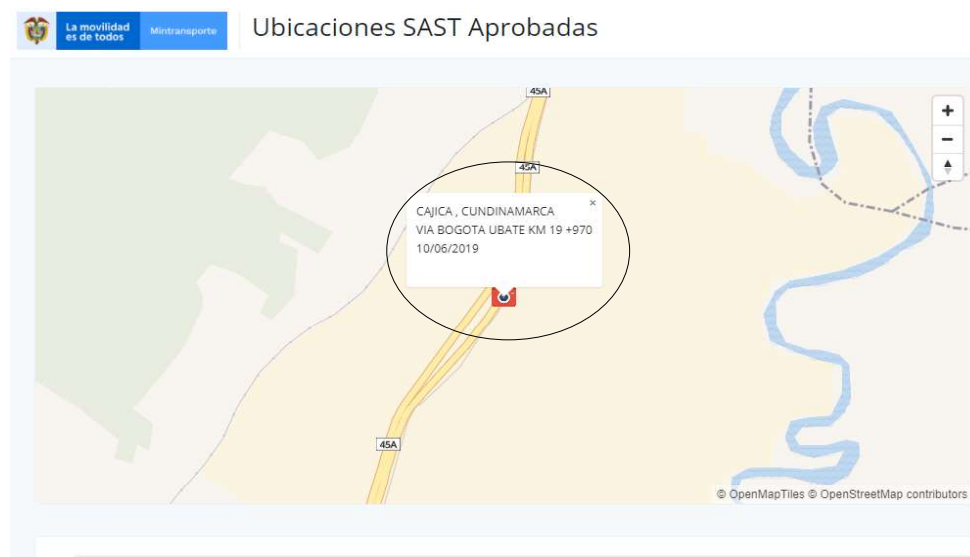 La movilidad
es de todos
Mintransporte
Ubicaciones SAST Aprobadas
45A
45A
CAJICA , CUNDINAMARCA
VIA BOGOTA UBATE KM 19 +970
10/06/2019
×
45A
+
−
© OpenMapTiles © OpenStreetMap contributors